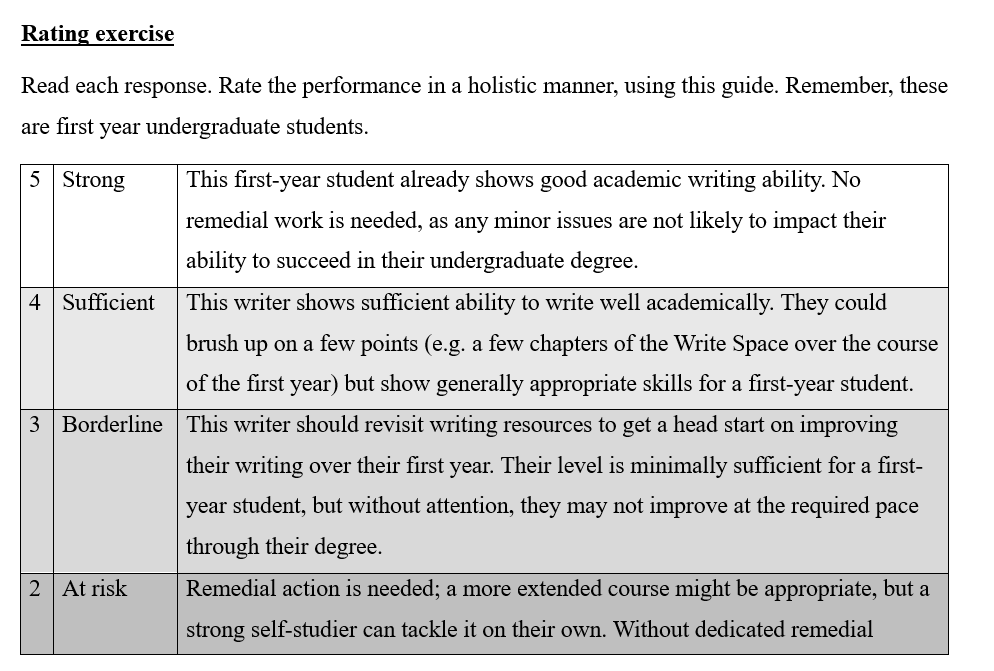 Rating exercise
Read each response. Rate the performance in a holistic manner, using this guide. Remember, these
are first year undergraduate students.
5 Strong This first-year student already shows good academic writing ability. No
remedial work is needed, as any minor issues are not likely to impact their
ability to succeed in their undergraduate degree.
4 Sufficient This writer shows sufficient ability to write well academically. They could
brush up on a few points (e.g. a few chapters of the Write Space over the course
of the first year) but show generally appropriate skills for a first-year student.
3 Borderline This writer should revisit writing resources to get a head start on improving
their writing over their first year. Their level is minimally sufficient for a first-
year student, but without attention, they may not improve at the required pace
through their degree.
2 At risk Remedial action is needed; a more extended course might be appropriate, but a
strong self-studier can tackle it on their own. Without dedicated remedial